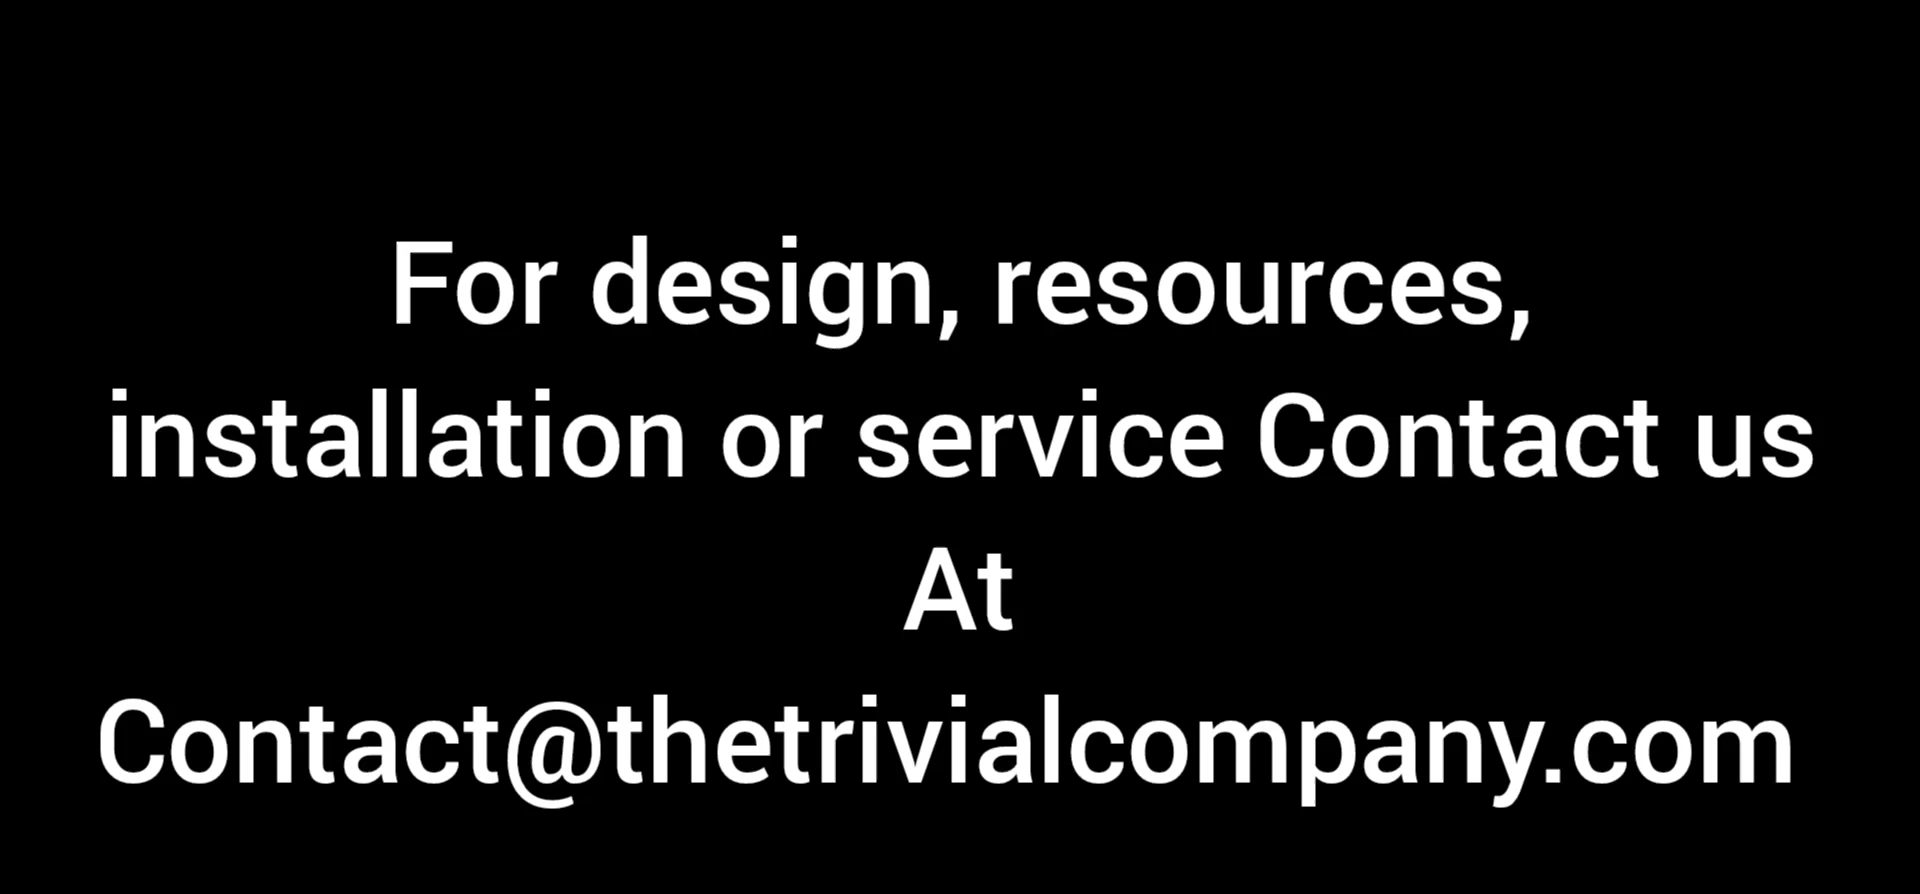 For design, resources,
installation or service Contact us
At
Contact@thetrivialcompany.com